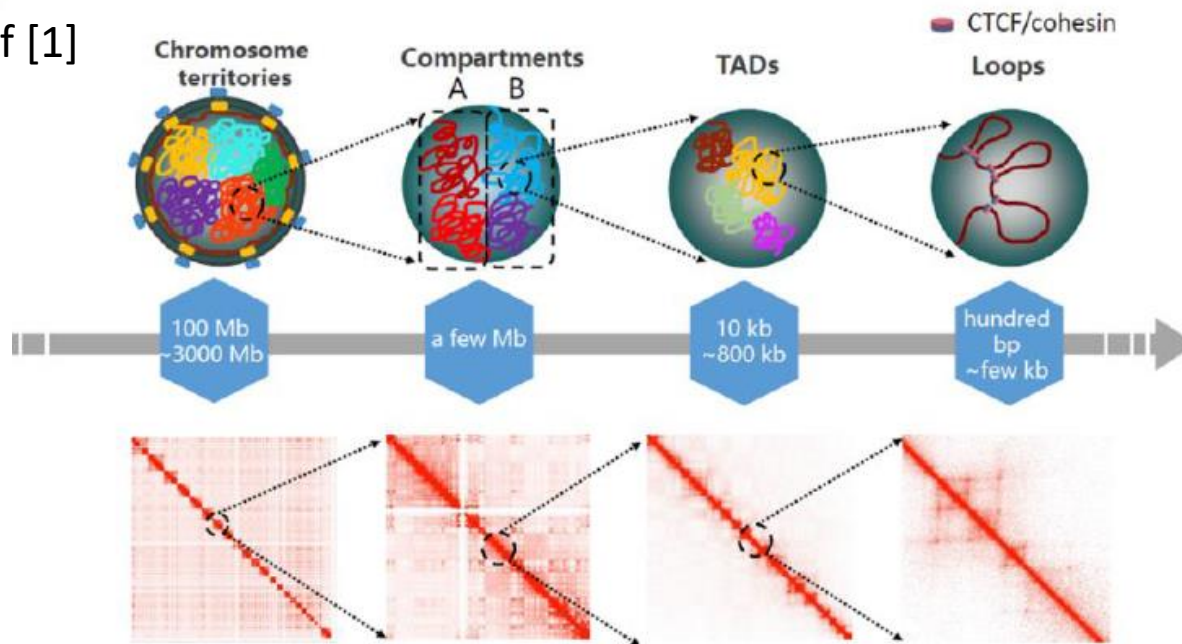 f [1]
CTCF/cohesin
Chromosome
territories
Compartments
A B
TADs
Loops
100 Mb
~3000 Mb
a few Mb
10 kb
~800 kb
hundred
bp
~few kb